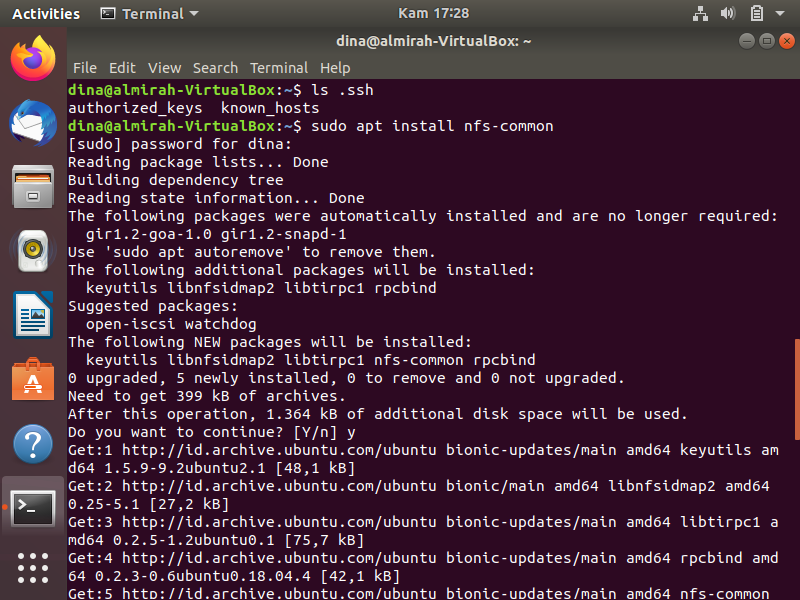 Activities Terminal Kam 17:28
dina@almirah-VirtualBox: ~
File Edit View Search Terminal Help
dina@almirah-VirtualBox:~$ ls .ssh
authorized_keys known_hosts
dina@almirah-VirtualBox:~$ sudo apt install nfs-common
[sudo] password for dina:
Reading package lists... Done
Building dependency tree
Reading state information... Done
The following packages were automatically installed and are no longer required:
gir1.2-goa-1.0 gir1.2-snapd-1
Use 'sudo apt autoremove' to remove them.
The following additional packages will be installed:
keyutils libnfsidmap2 libtirpc1 rpcbind
Suggested packages:
open-iscsi watchdog
The following NEW packages will be installed:
keyutils libnfsidmap2 libtirpc1 nfs-common rpcbind
0 upgraded, 5 newly installed, 0 to remove and 0 not upgraded.
Need to get 399 kB of archives.
After this operation, 1.364 kB of additional disk space will be used.
Do you want to continue? [Y/n] y
Get:1 http://id.archive.ubuntu.com/ubuntu bionic-updates/main amd64 keyutils am
d64 1.5.9-9.2ubuntu2.1 [48,1 kB]
Get:2 http://id.archive.ubuntu.com/ubuntu bionic/main amd64 libnfsidmap2 amd64
0.25-5.1 [27,2 kB]
Get:3 http://id.archive.ubuntu.com/ubuntu bionic-updates/main amd64 libtirpc1 a
md64 0.2.5-1.2ubuntu0.1 [75,7 kB]
Get:4 http://id.archive.ubuntu.com/ubuntu bionic-updates/main amd64 rpcbind amd
64 0.2.3-0.6ubuntu0.18.04.4 [42,1 kB]
Get:5 http://id.archive.ubuntu.com/ubuntu bionic-updates/main amd64 nfs-common